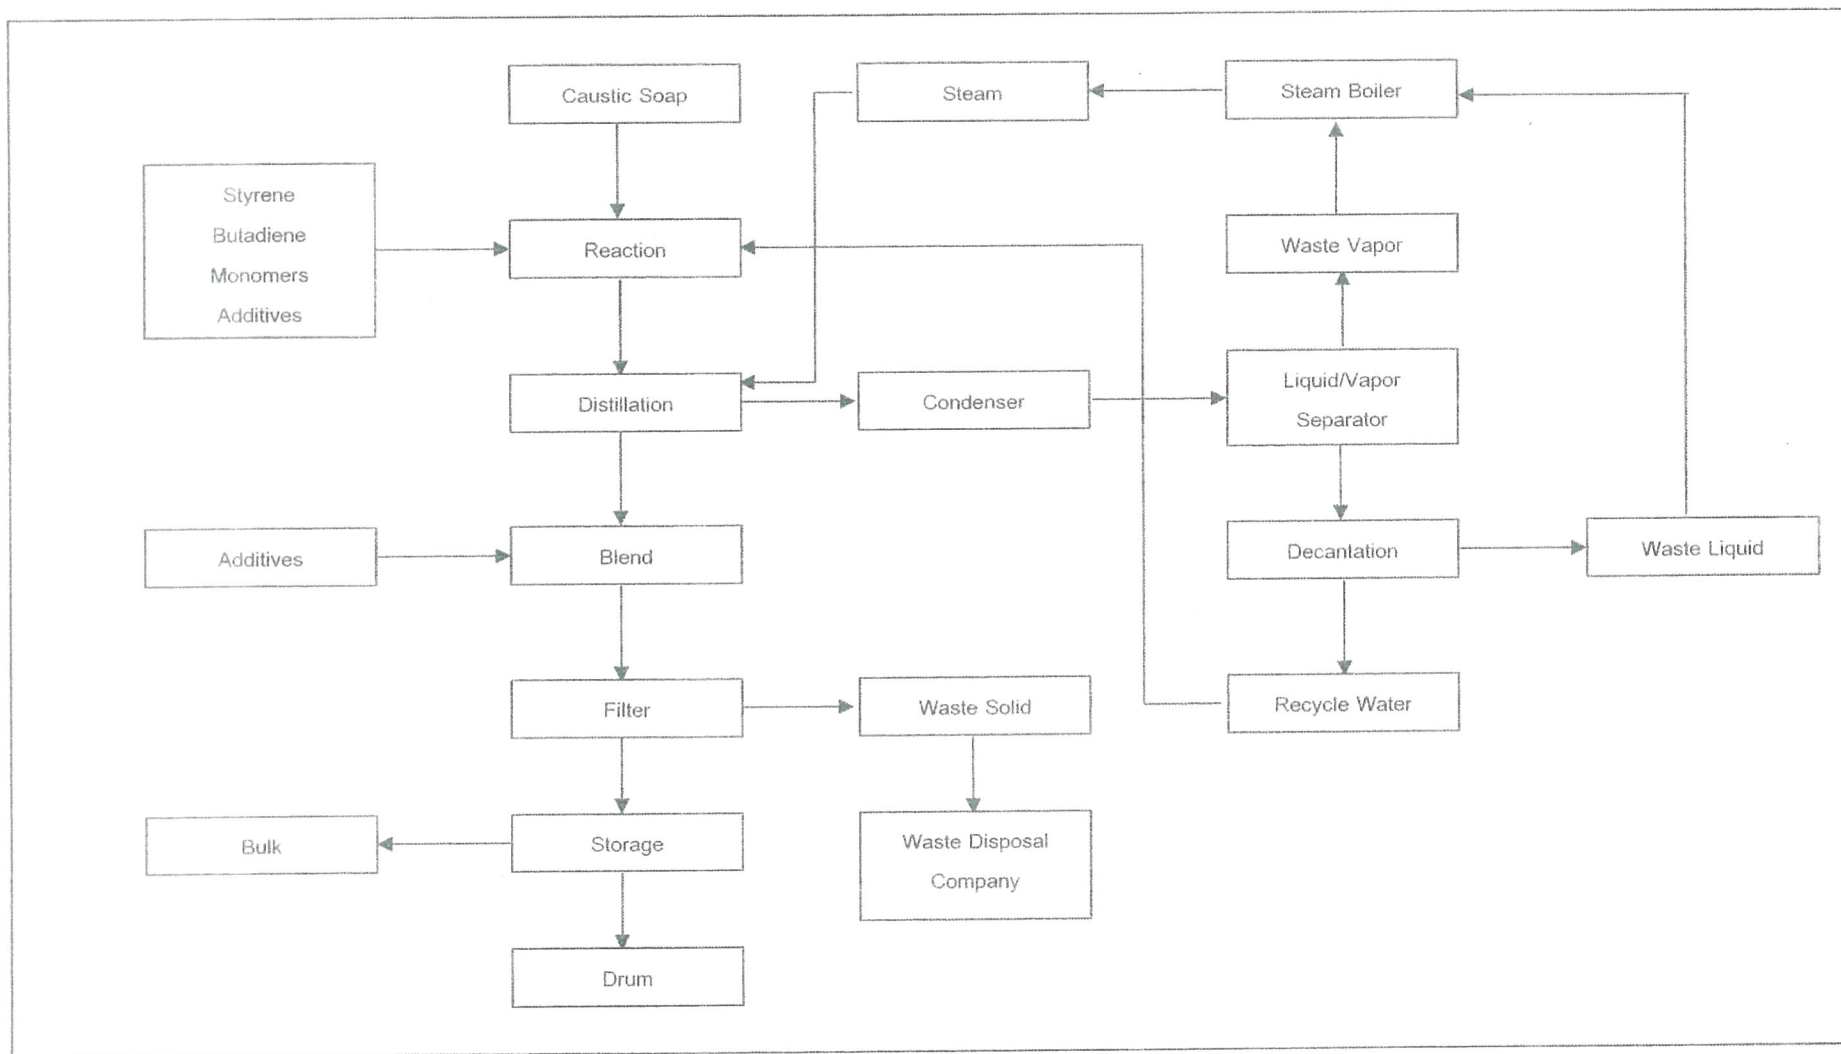 Caustic Soap
Steam
Steam Boiler
Styrene
Butadiene
Monomers
Additives
Reaction
Waste Vapor
Distillation
Condenser
Liquid/Vapor
Separator
Additives
Blend
Decantation
Waste Liquid
Filter
Waste Solid
Recycle Water
Bulk
Storage
Waste Disposal
Company
Drum